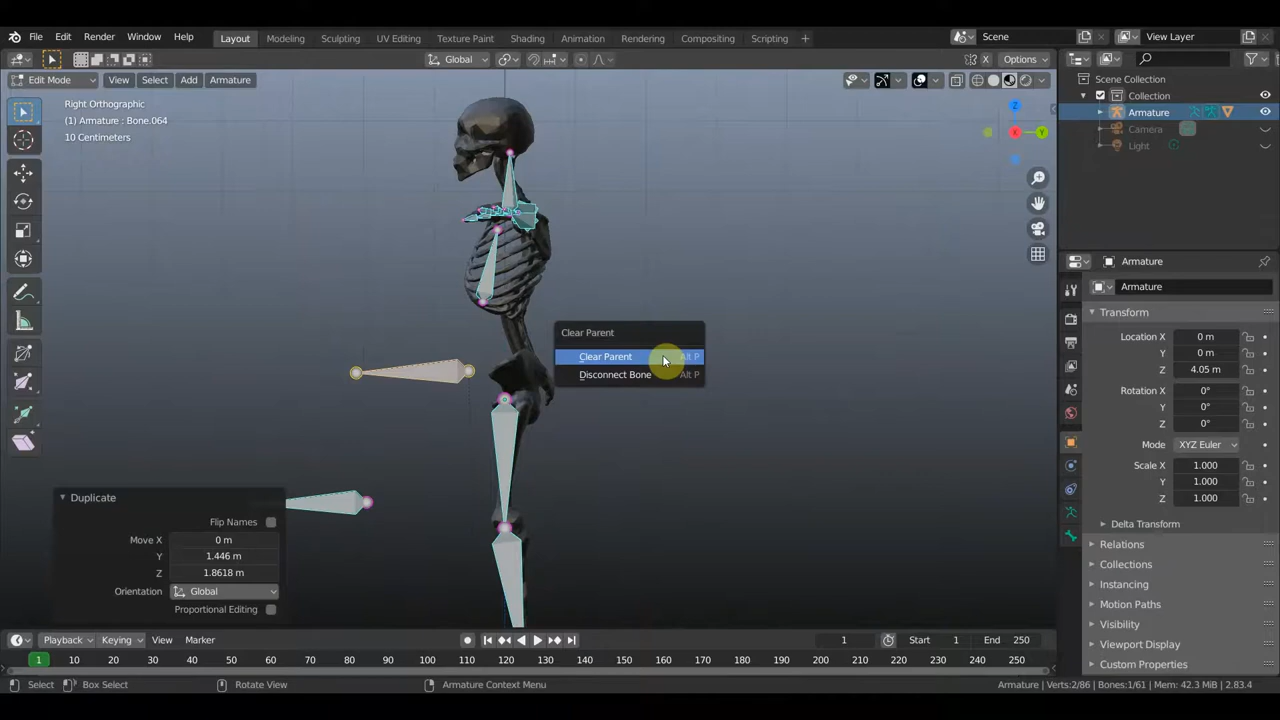 File Edit Render Window Help Layout Modeling Sculpting UV Editing Texture Paint Shading Animation Rendering Compositing Scripting + Scene View Layer
Global X Options
Edit Mode View Select Add Armature
Right Orthographic
(1) Armature : Bone.064
10 Centimeters
Z
X
Y
Scene Collection
Collection
Armature
Camera
Light
Armature
Armature
Transform
Location X 0 m
Y 0 m
Z 4.05 m
Rotation X 0°
Y 0°
Z 0°
Mode XYZ Euler
Scale X 1.000
Y 1.000
Z 1.000
Delta Transform
Relations
Collections
Instancing
Motion Paths
Visibility
Viewport Display
Custom Properties
Clear Parent
Clear Parent Alt P
Disconnect Bone Alt P
Duplicate
Flip Names
Move X 0 m
Y 1.446 m
Z 1.8618 m
Orientation Global
Proportional Editing
Playback Keying View Marker 1 Start 1 End 250
1 10 20 30 40 50 60 70 80 90 100 110 120 130 140 150 160 170 180 190 200 210 220 230 240 250
Select Box Select Rotate View Armature Context Menu Armature | Verts:2/86 | Bones:1/61 | Mem: 42.3 MiB | 2.83.4